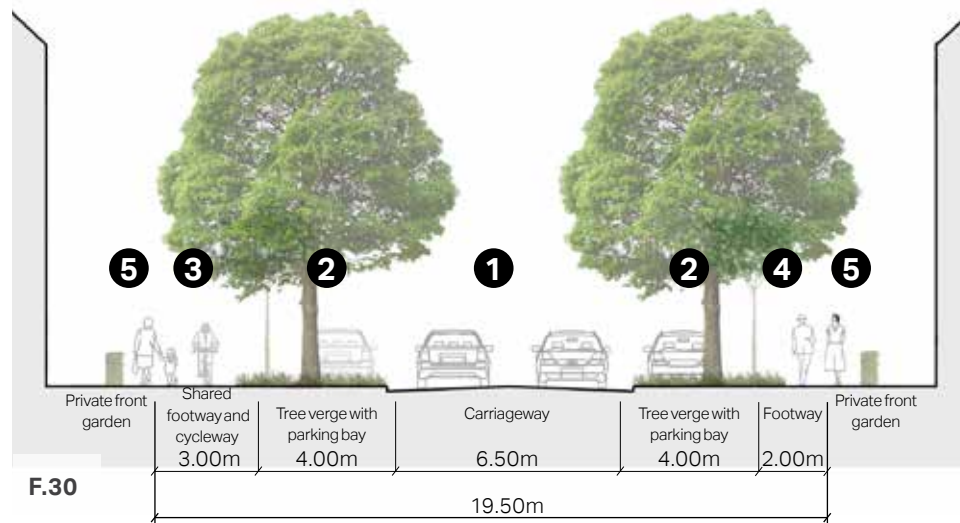 5 3 2 1 2 4 5
Private front
garden
Shared
footway and
cycleway
3.00m
Tree verge with
parking bay
4.00m
Carriageway
6.50m
Tree verge with
parking bay
4.00m
Footway
2.00m
Private front
garden
F.30
19.50m